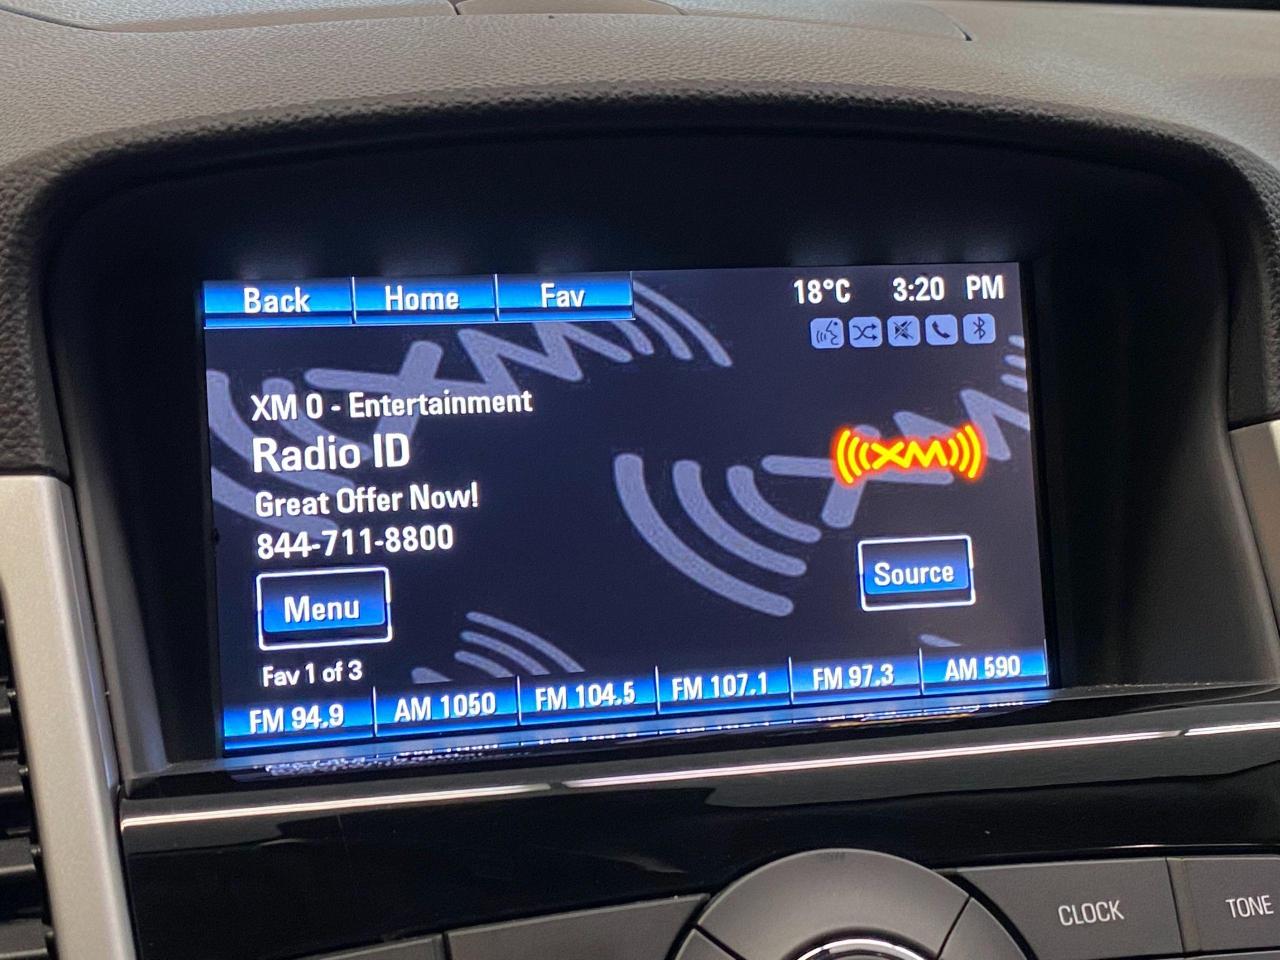 Back Home Fav 18°C 3:20 PM
XM 0 - Entertainment
Radio ID
Great Offer Now!
844-711-8800
XM
Menu
Source
Fav 1 of 3
FM 94.9 AM 1050 FM 104.5 FM 107.1 FM 97.3 AM 590
CLOCK
TONE